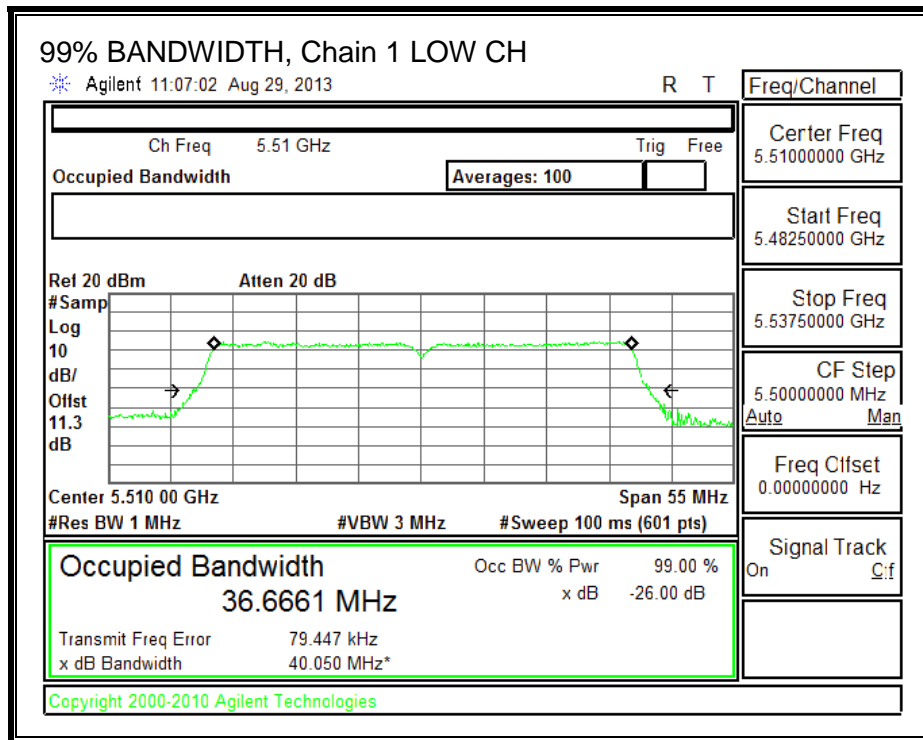 99% BANDWIDTH, Chain 1 LOW CH
Agilent 11:07:02 Aug 29, 2013 R T
Freq/Channel
Ch Freq 5.51 GHz Trig Free
Occupied Bandwidth Averages: 100
Ref 20 dBm Atten 20 dB
#Samp
Log
10
dB/
Offst
11.3
dB
Center 5.510 00 GHz Span 55 MHz
#Res BW 1 MHz #VBW 3 MHz #Sweep 100 ms (601 pts)
Occupied Bandwidth Occ BW % Pwr 99.00 %
36.6661 MHz x dB -26.00 dB
Transmit Freq Error 79.447 kHz
x dB Bandwidth 40.050 MHz*
Copyright 2000-2010 Agilent Technologies
Center Freq
5.51000000 GHz
Start Freq
5.48250000 GHz
Stop Freq
5.53750000 GHz
CF Step
5.50000000 MHz
Auto Man
Freq Offset
0.00000000 Hz
Signal Track
On Off